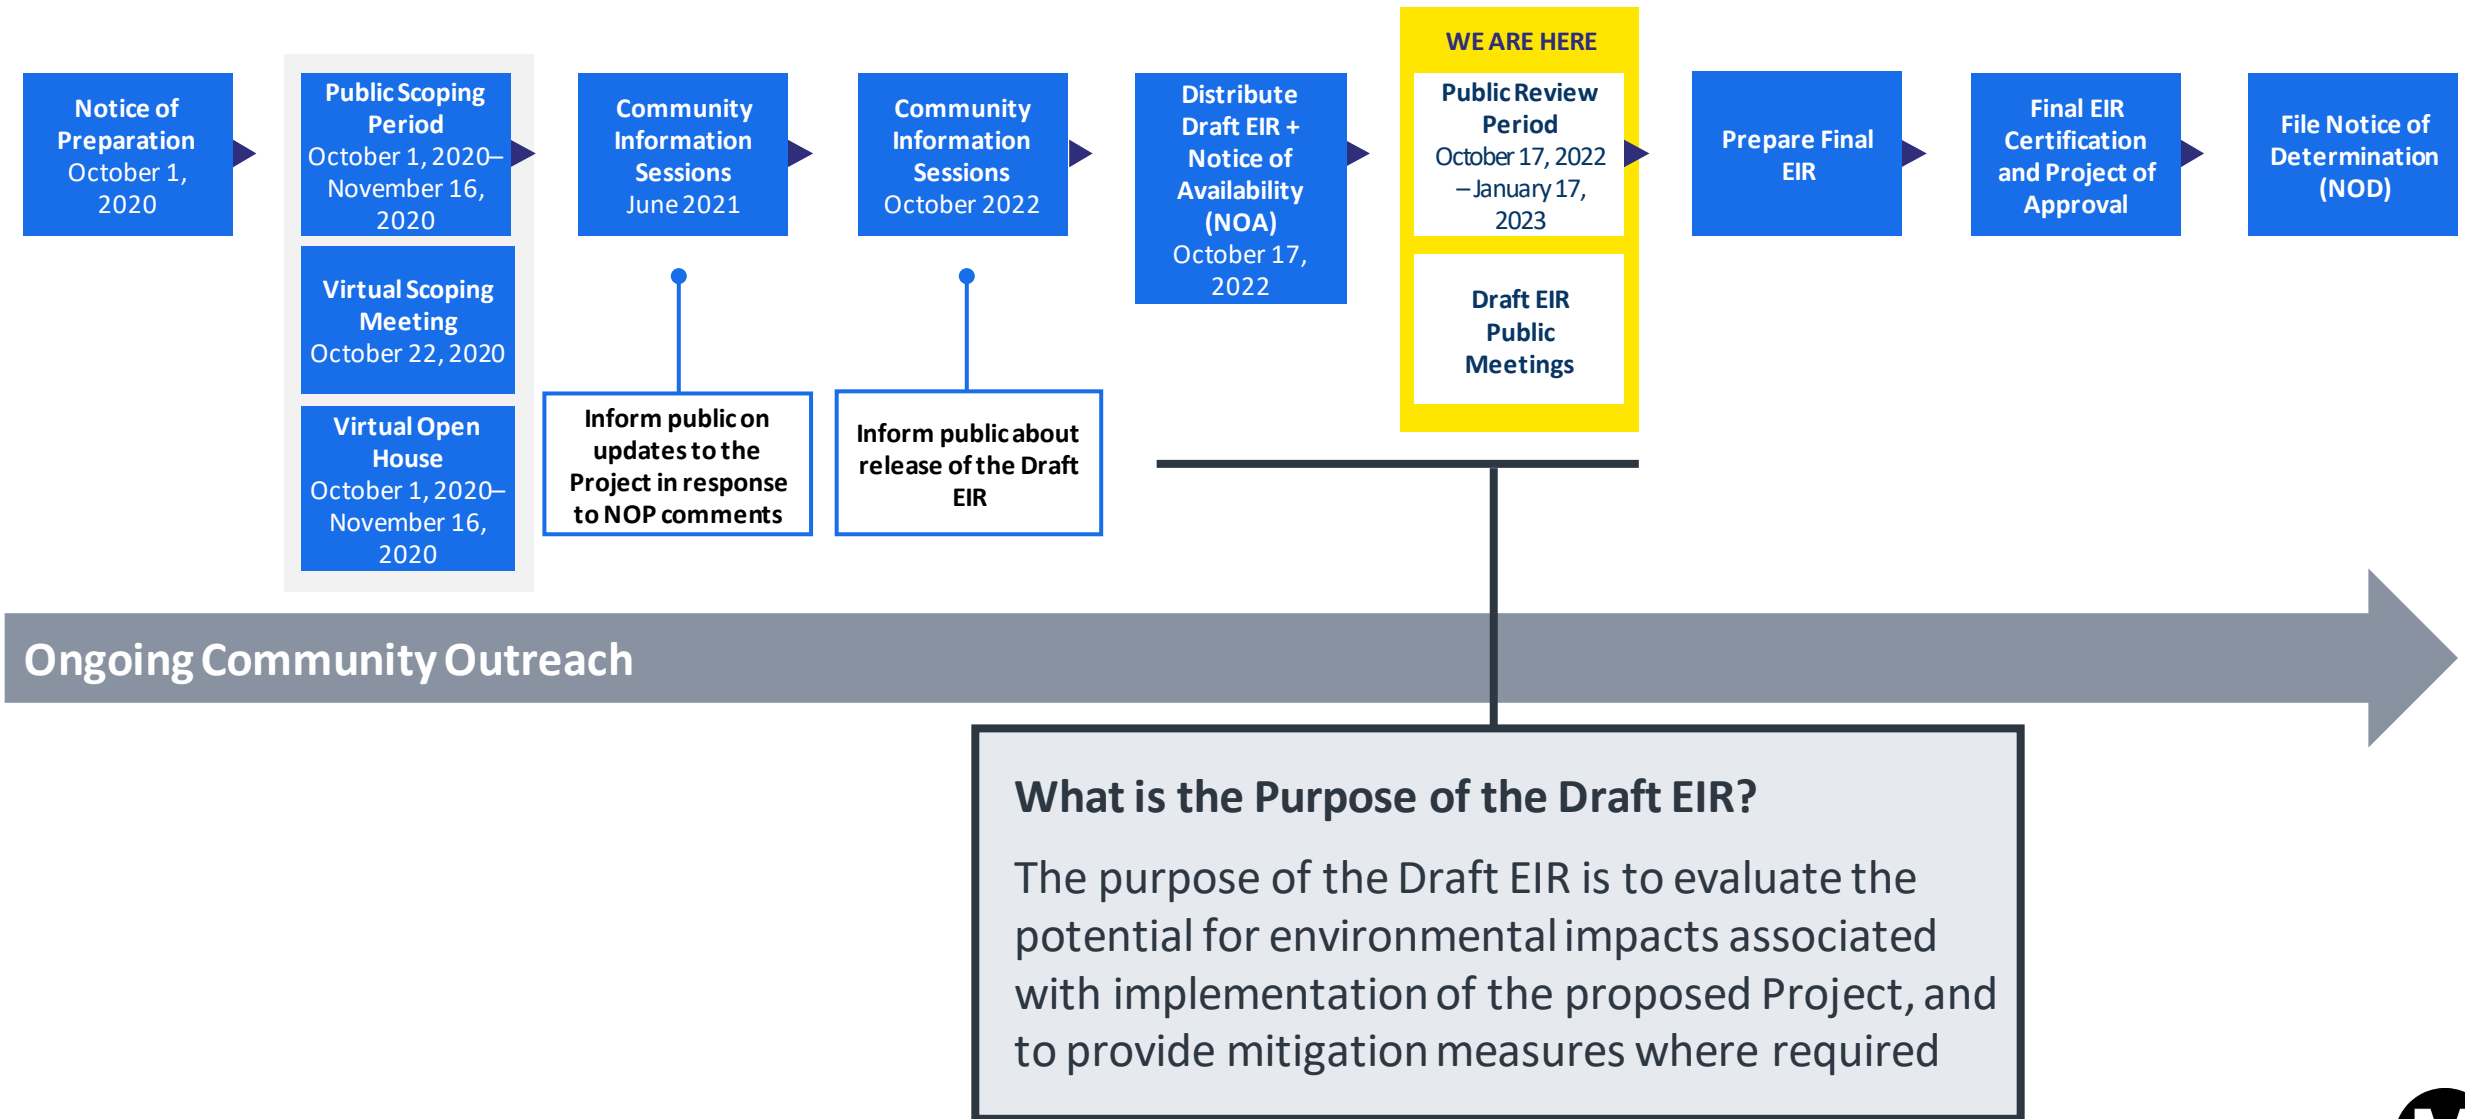 Notice of
Preparation
October 1,
2020
Public Scoping
Period
October 1, 2020–
November 16,
2020
Virtual Scoping
Meeting
October 22, 2020
Virtual Open
House
October 1, 2020–
November 16,
2020
Community
Information
Sessions
June 2021
Inform public on
updates to the
Project in response
to NOP comments
Community
Information
Sessions
October 2022
Inform public about
release of the Draft
EIR
Distribute
Draft EIR +
Notice of
Availability
(NOA)
October 17,
2022
WE ARE HERE
Public Review
Period
October 17, 2022
– January 17,
2023
Draft EIR
Public
Meetings
Prepare Final
EIR
Final EIR
Certification
and Project of
Approval
File Notice of
Determination
(NOD)
Ongoing Community Outreach
What is the Purpose of the Draft EIR?
The purpose of the Draft EIR is to evaluate the
potential for environmental impacts associated
with implementation of the proposed Project, and
to provide mitigation measures where required